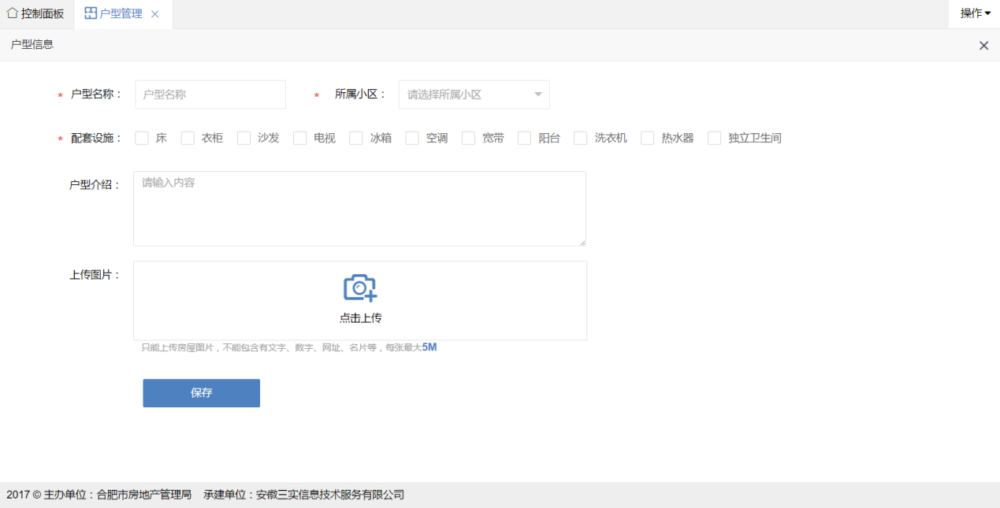 控制面板 户型管理 操作
户型信息
* 户型名称： 户型名称 * 所属小区： 请选择所属小区
* 配套设施： 床 衣柜 沙发 电视 冰箱 空调 宽带 阳台 洗衣机 热水器 独立卫生间
户型介绍： 请输入内容
上传图片：
点击上传
只能上传房屋图片，不能包含有文字、数字、网址、名片等，每张最大5M
保存
2017 © 主办单位：合肥市房地产管理局 承建单位：安徽三实信息技术服务有限公司